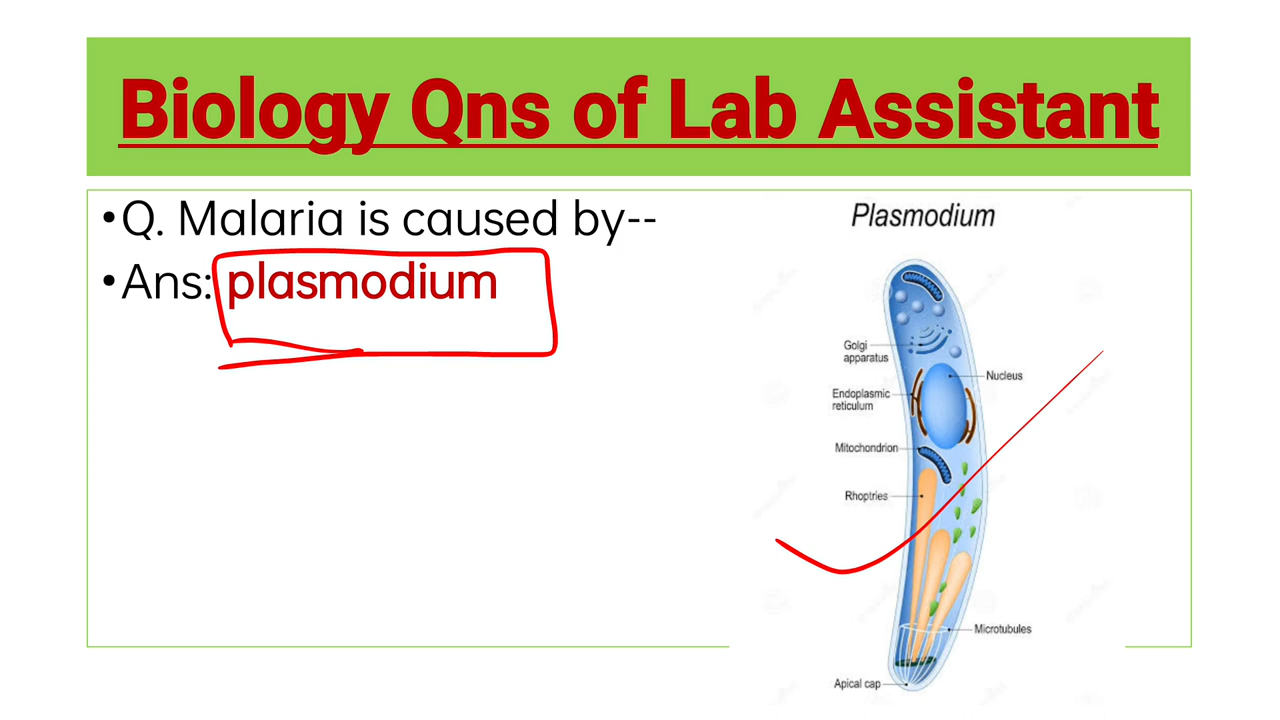 Biology Qns of Lab Assistant
•Q. Malaria is caused by--
•Ans: plasmodium
Plasmodium
Golgi
apparatus
Nucleus
Endoplasmic
reticulum
Mitochondrion
Rhoptries
Microtubules
Apical cap